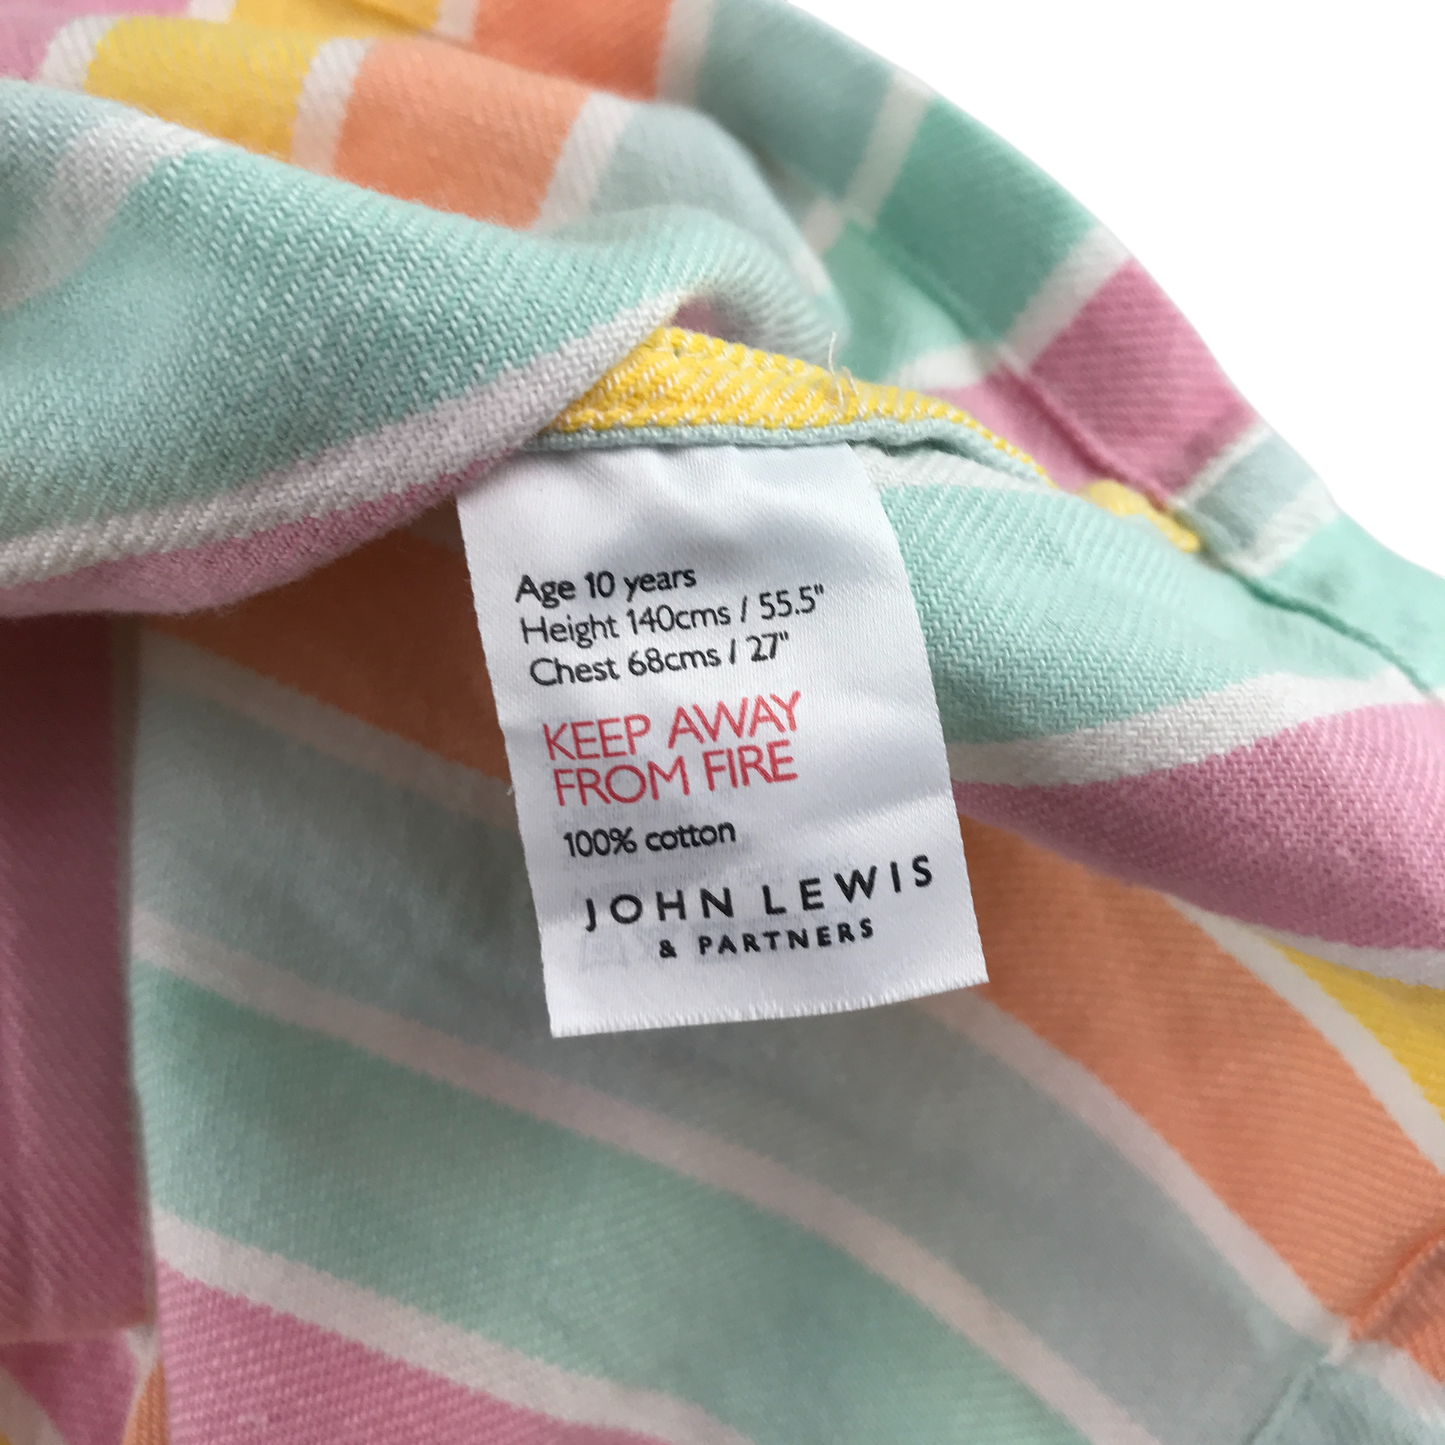 Age 10 years
Height 140cms / 55.5"
Chest 68cms / 27"
KEEP AWAY
FROM FIRE
100% cotton
JOHN LEWIS
& PARTNERS